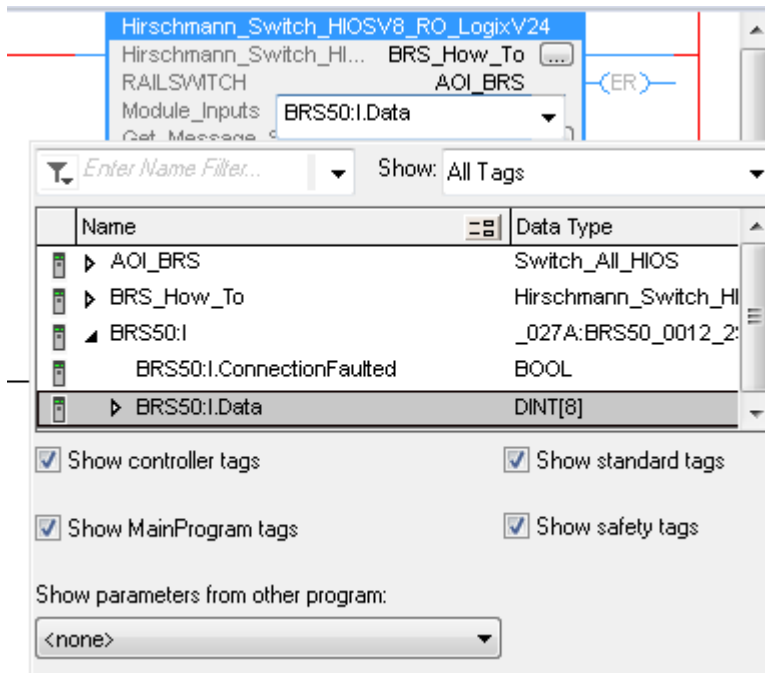 Hirschmann_Switch_HIOSV8_RO_LogixV24
Hirschmann_Switch_HI... BRS_How_To ...
RAILSWITCH AOI_BRS (ER)
Module_Inputs BRS50:I.Data
Get_Message_
Enter Name Filter... Show: All Tags
Name Data Type
AOI_BRS Switch_All_HIOS
BRS_How_To Hirschmann_Switch_HI
BRS50:I _027A:BRS50_0012_2
BRS50:I.ConnectionFaulted BOOL
BRS50:I.Data DINT[8]
Show controller tags Show standard tags
Show MainProgram tags Show safety tags
Show parameters from other program:
<none>